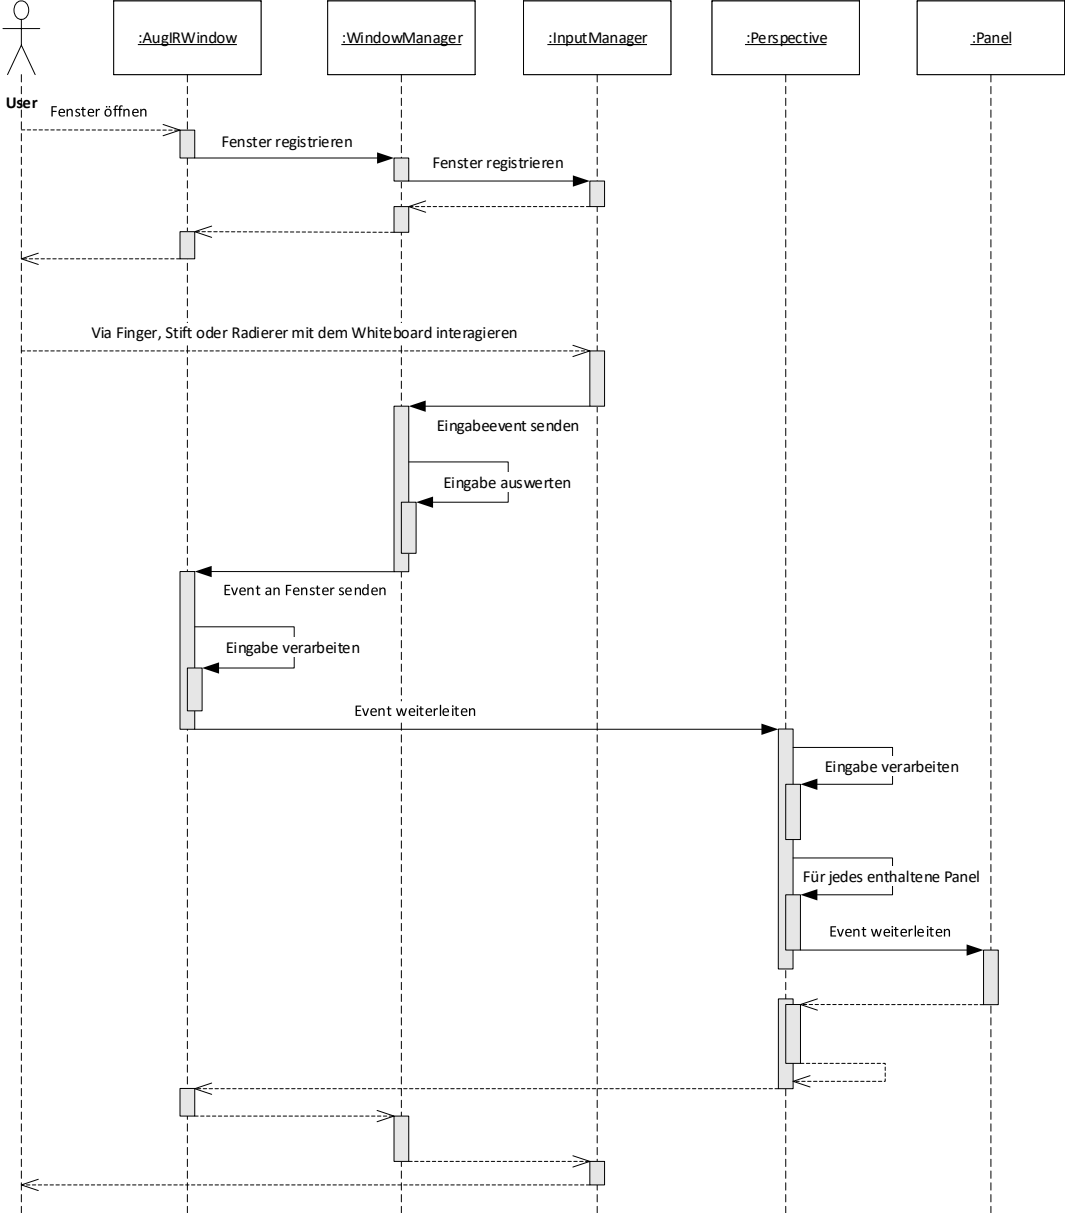 :AugIRWindow
:WindowManager
:InputManager
:Perspective
:Panel
User
Fenster öffnen
Fenster registrieren
Fenster registrieren
Via Finger, Stift oder Radierer mit dem Whiteboard interagieren
Eingabeevent senden
Eingabe auswerten
Event an Fenster senden
Eingabe verarbeiten
Event weiterleiten
Eingabe verarbeiten
Für jedes enthaltene Panel
Event weiterleiten